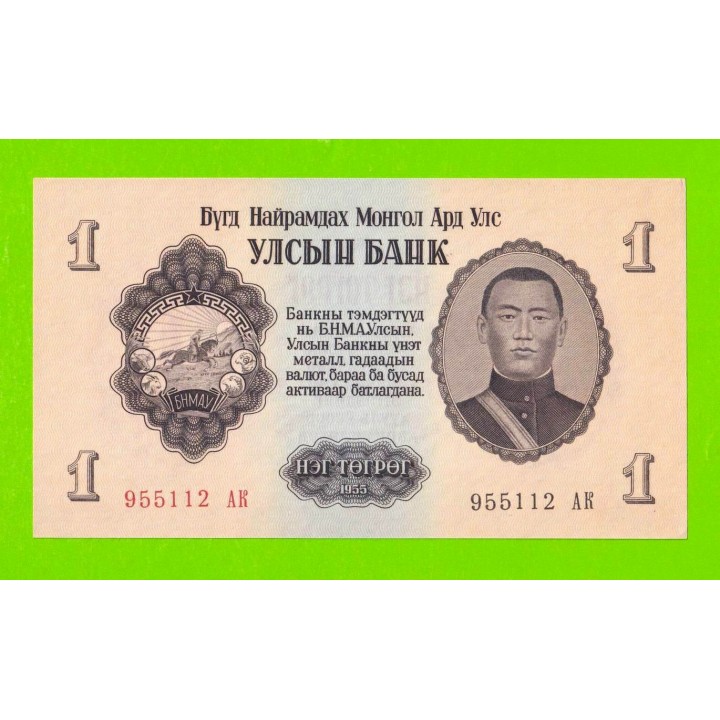 Бүгд Найрамдах Монгол Ард Улс
1 УЛСЫН БАНК 1
Банкны тэмдэгтүүд
нь Б.Н.М.А.Улсын,
Улсын Банкны үнэт
металл, гадаадын
валют, бараа ба бусад
активаар батлагдана.
БНМАУ
1 НЭГ ТӨГРӨГ 1
1955
955112 АК 955112 АК